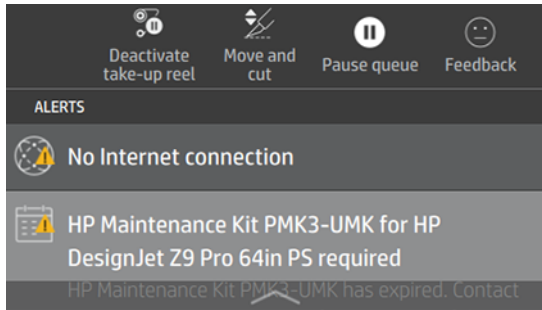 Deactivate take-up reel
Move and cut
Pause queue
Feedback
ALERTS
No Internet connection
HP Maintenance Kit PMK3-UMK for HP
DesignJet Z9 Pro 64in PS required
HP Maintenance Kit PMK3-UMK has expired. Contact